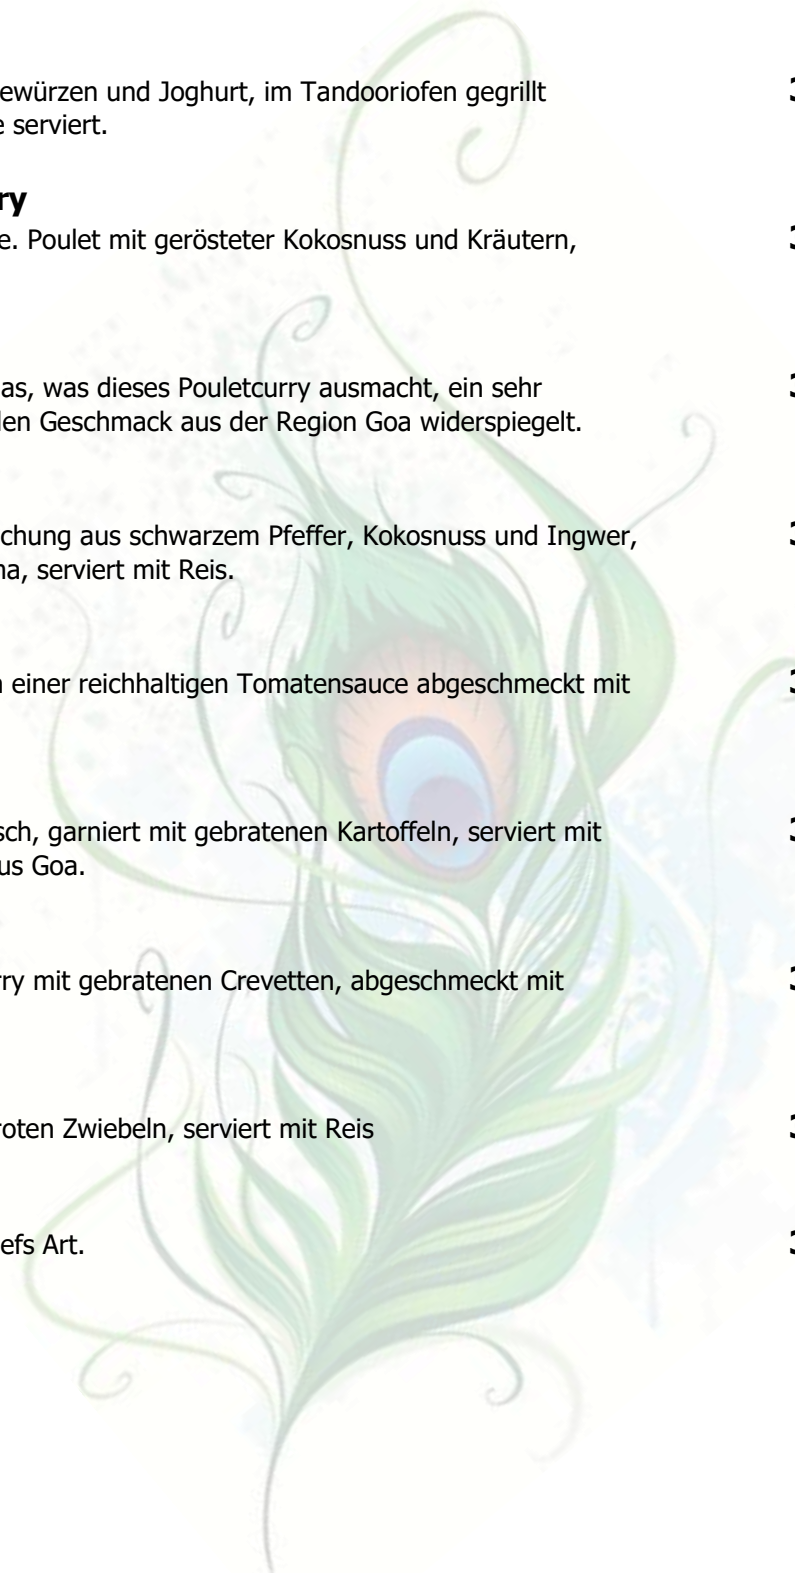 ewürzen und Joghurt, im Tandooriofen gegrillt
e serviert.
ry
e. Poulet mit gerösteter Kokosnuss und Kräutern,
as, was dieses Pouletcurry ausmacht, ein sehr
en Geschmack aus der Region Goa widerspiegelt.
chung aus schwarzem Pfeffer, Kokosnuss und Ingwer,
na, serviert mit Reis.
einer reichhaltigen Tomatensauce abgeschmeckt mit
sch, garniert mit gebratenen Kartoffeln, serviert mit
us Goa.
rry mit gebratenen Crevetten, abgeschmeckt mit
roten Zwiebeln, serviert mit Reis
efs Art.